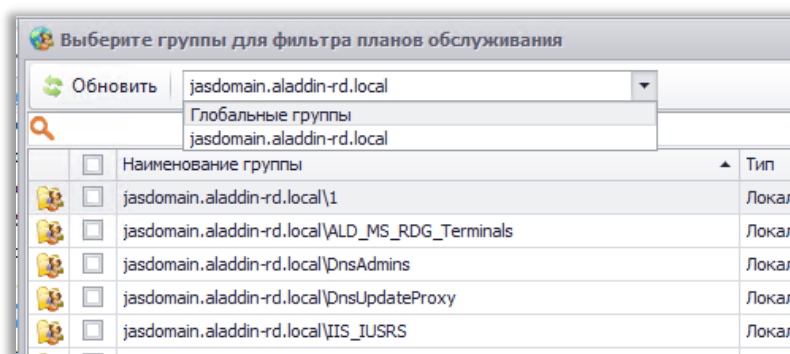 Выберите группы для фильтра планов обслуживания
Обновить jasdomain.aladdin-rd.local
Глобальные группы
jasdomain.aladdin-rd.local
Наименование группы Тип
jasdomain.aladdin-rd.local\1 Локал
jasdomain.aladdin-rd.local\ALD_MS_RDG_Terminals Локал
jasdomain.aladdin-rd.local\DnsAdmins Локал
jasdomain.aladdin-rd.local\DnsUpdateProxy Локал
jasdomain.aladdin-rd.local\IIS_IUSRS Локал